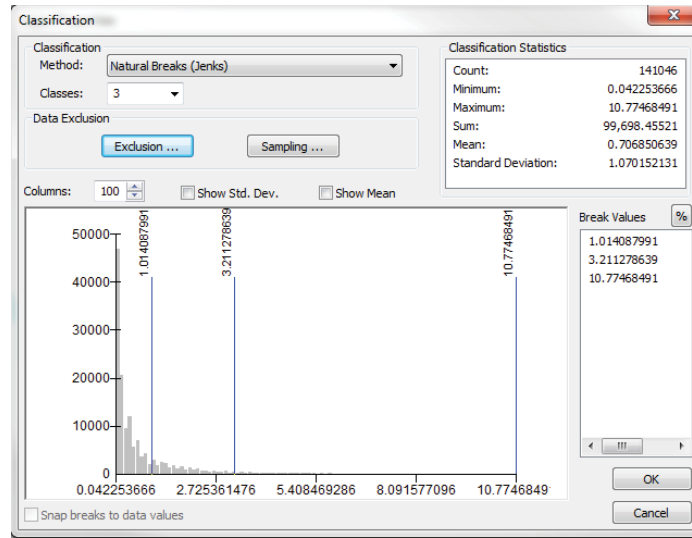 Classification
Classification
Method: Natural Breaks (Jenks)
Classes: 3
Data Exclusion
Exclusion ...
Sampling ...
Classification Statistics
Count: 141046
Minimum: 0.042253666
Maximum: 10.77468491
Sum: 99,698.45521
Mean: 0.706850639
Standard Deviation: 1.070152131
Columns: 100
Show Std. Dev.
Show Mean
Break Values
%
1.014087991
3.211278639
10.77468491
50000
40000
30000
20000
10000
0
1.014087991
3.211278639
10.77468491
0.042253666 2.725361476 5.408469286 8.091577096 10.7746849
Snap breaks to data values
OK
Cancel